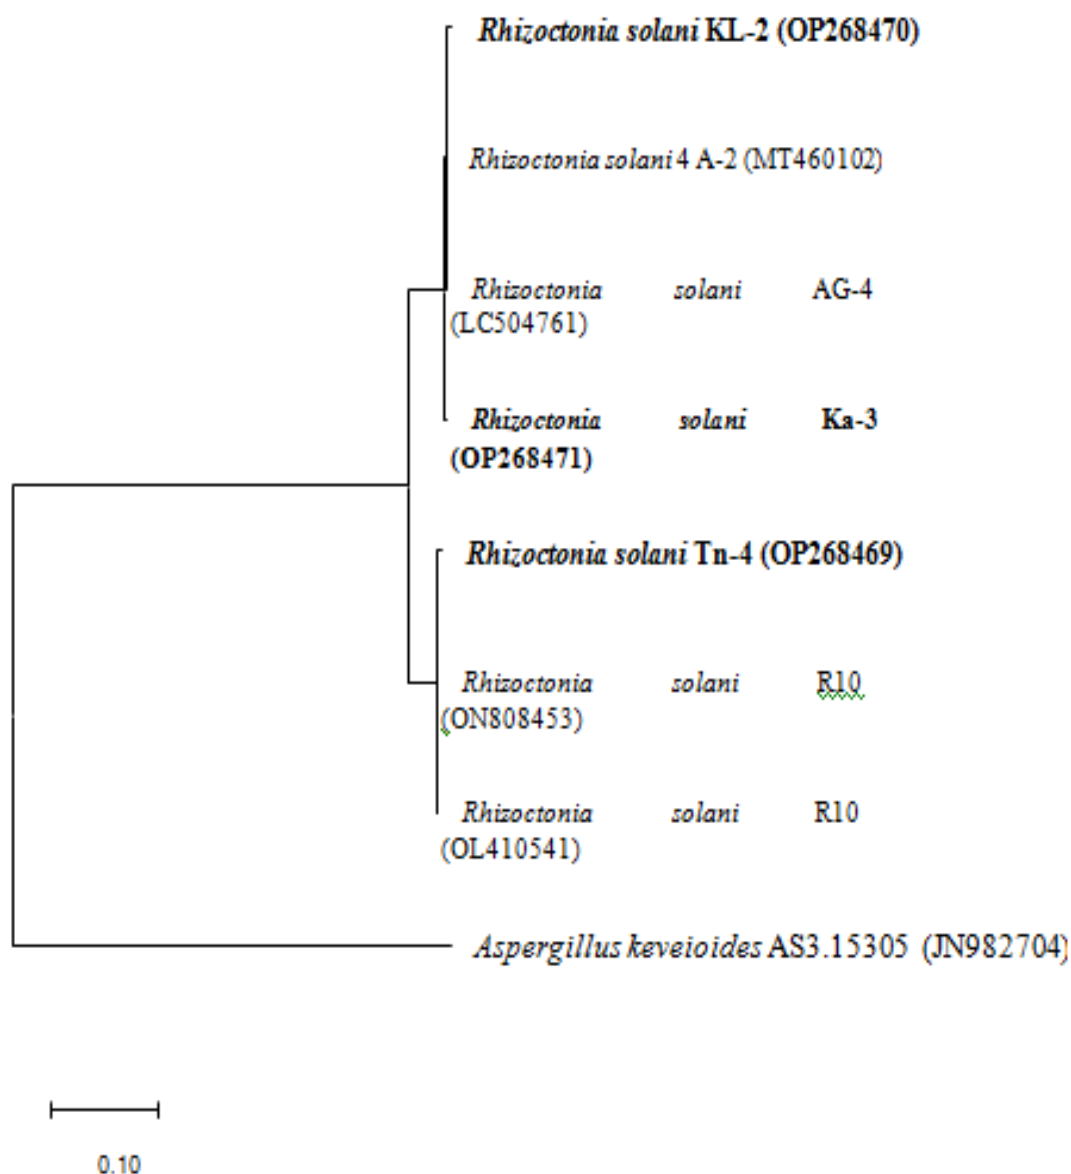 Rhizoctonia solani KL-2 (OP268470)
Rhizoctonia solani 4 A-2 (MT460102)
Rhizoctonia solani AG-4
(LC504761)
Rhizoctonia solani Ka-3
(OP268471)
Rhizoctonia solani Tn-4 (OP268469)
Rhizoctonia solani R10
(ON808453)
Rhizoctonia solani R10
(OL410541)
Aspergillus keveioides AS3.15305 (JN982704)
0.10